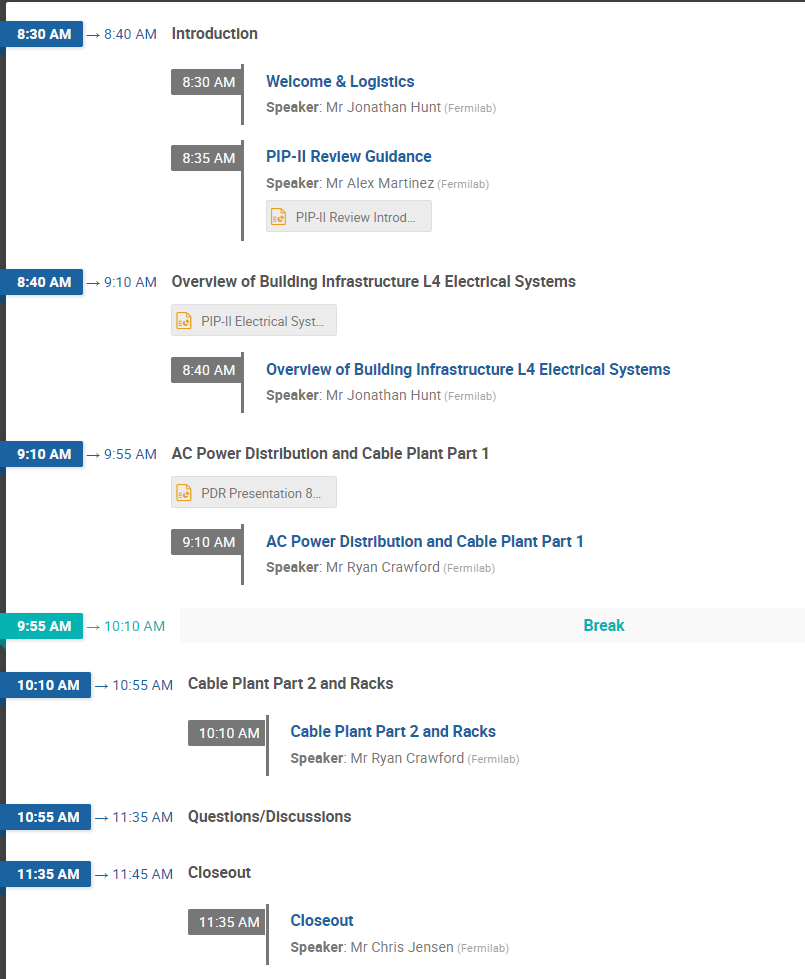 8:30 AM → 8:40 AM Introduction
8:30 AM Welcome & Logistics
Speaker: Mr Jonathan Hunt (Fermilab)
8:35 AM PIP-II Review Guidance
Speaker: Mr Alex Martinez (Fermilab)
PIP-II Review Introd...
8:40 AM → 9:10 AM Overview of Building Infrastructure L4 Electrical Systems
PIP-II Electrical Syst...
8:40 AM Overview of Building Infrastructure L4 Electrical Systems
Speaker: Mr Jonathan Hunt (Fermilab)
9:10 AM → 9:55 AM AC Power Distribution and Cable Plant Part 1
PDR Presentation 8...
9:10 AM AC Power Distribution and Cable Plant Part 1
Speaker: Mr Ryan Crawford (Fermilab)
9:55 AM → 10:10 AM Break
10:10 AM → 10:55 AM Cable Plant Part 2 and Racks
10:10 AM Cable Plant Part 2 and Racks
Speaker: Mr Ryan Crawford (Fermilab)
10:55 AM → 11:35 AM Questions/Discussions
11:35 AM → 11:45 AM Closeout
11:35 AM Closeout
Speaker: Mr Chris Jensen (Fermilab)